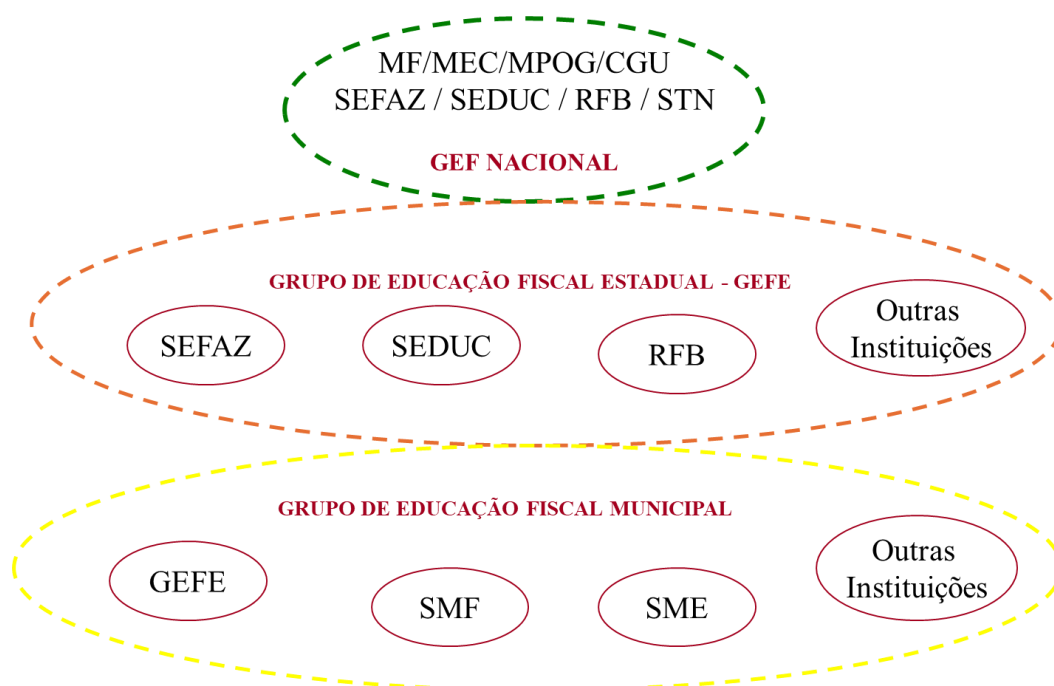 MF/MEC/MPOG/CGU
SEFAZ / SEDUC / RFB / STN
GEF NACIONAL
GRUPO DE EDUCAÇÃO FISCAL ESTADUAL - GEFE
SEFAZ
SEDUC
RFB
Outras
Instituições
GRUPO DE EDUCAÇÃO FISCAL MUNICIPAL
GEFE
SMF
SME
Outras
Instituições